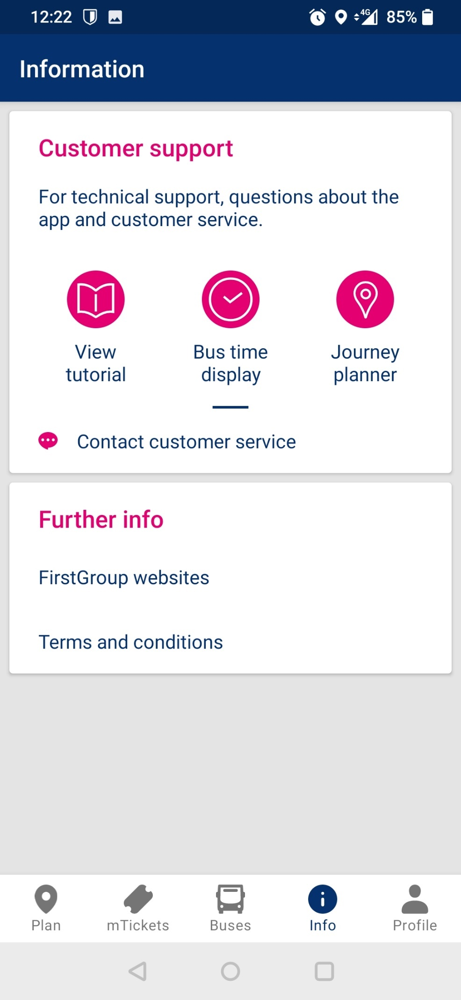 12:22
4G
85%
Information
Customer support
For technical support, questions about the
app and customer service.
View
tutorial
Bus time
display
Journey
planner
Contact customer service
Further info
FirstGroup websites
Terms and conditions
Plan
mTickets
Buses
Info
Profile